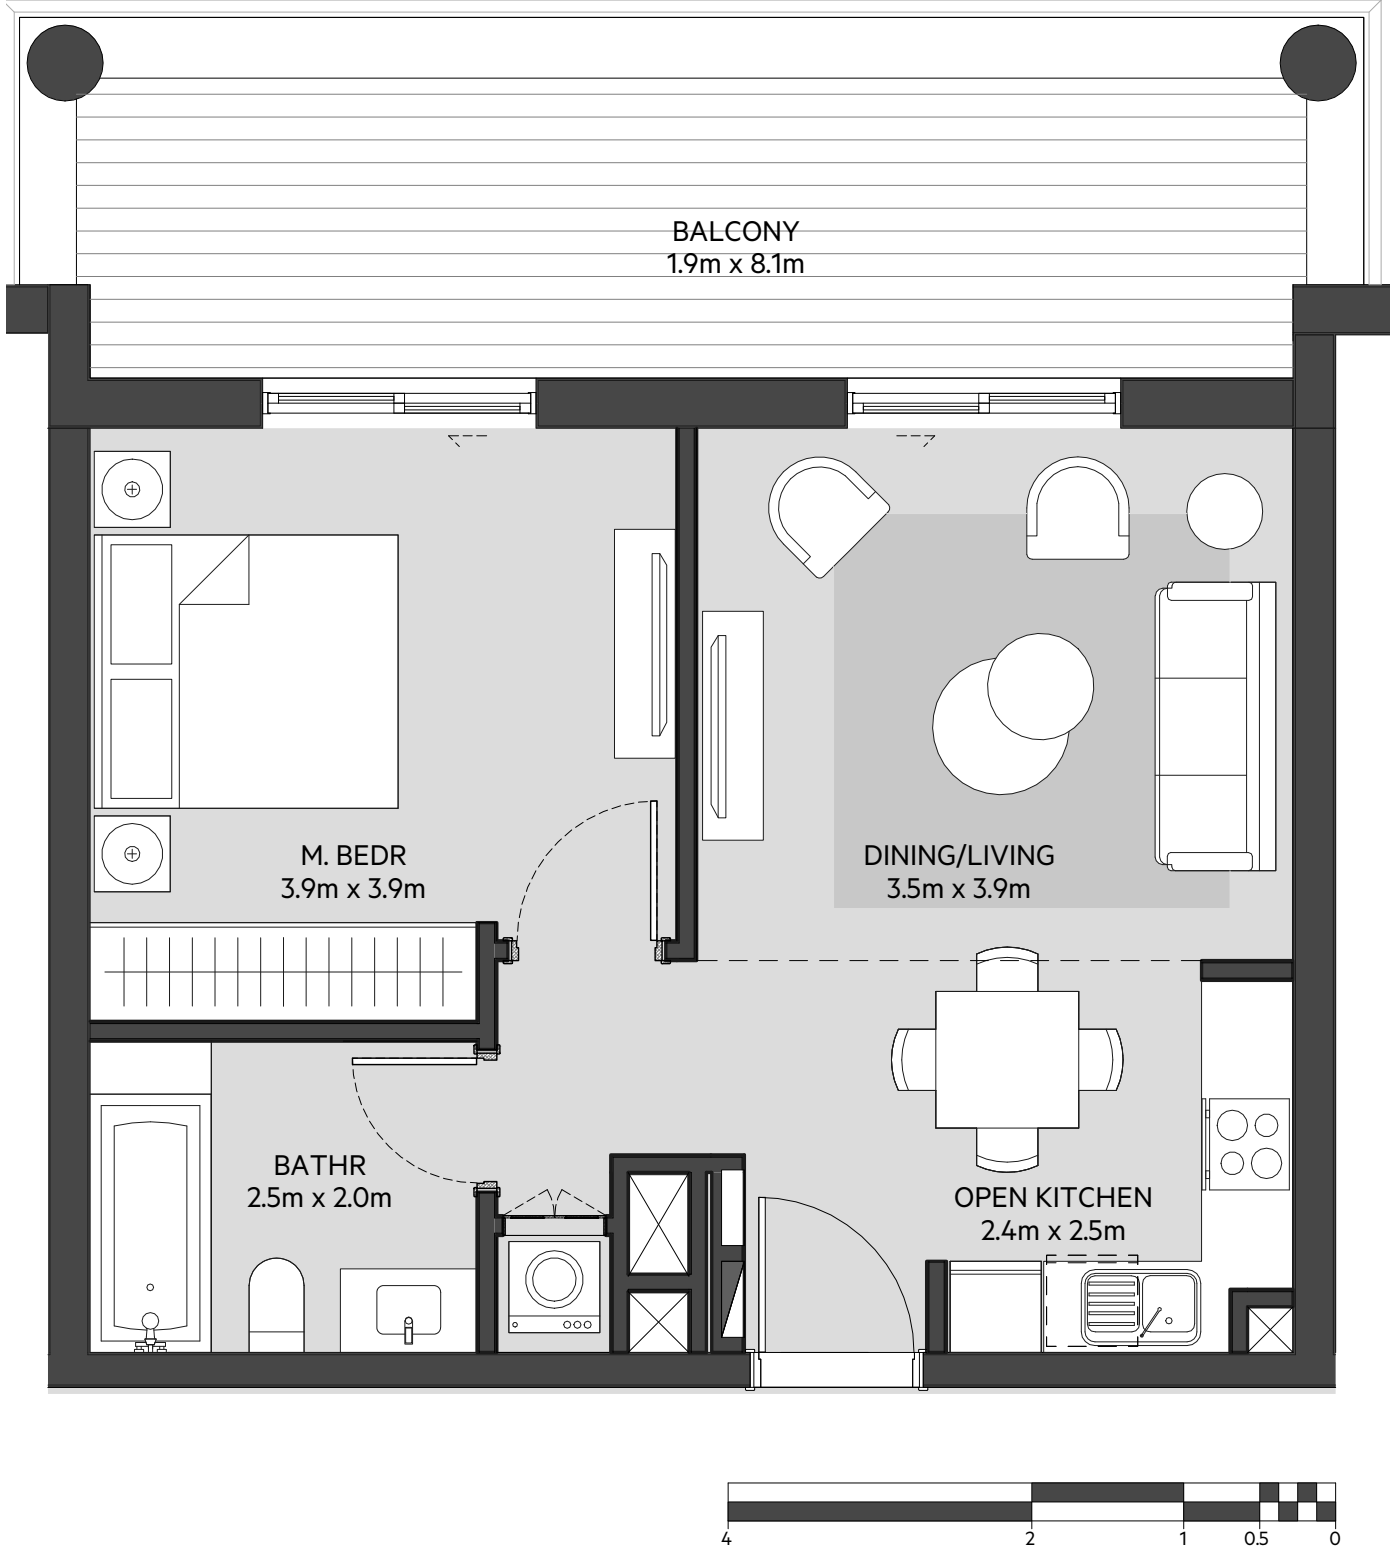 BALCONY
1.9m x 8.1m
M. BEDR
3.9m x 3.9m
DINING/LIVING
3.5m x 3.9m
BATHR
2.5m x 2.0m
OPEN KITCHEN
2.4m x 2.5m
4 2 1 0.5 0